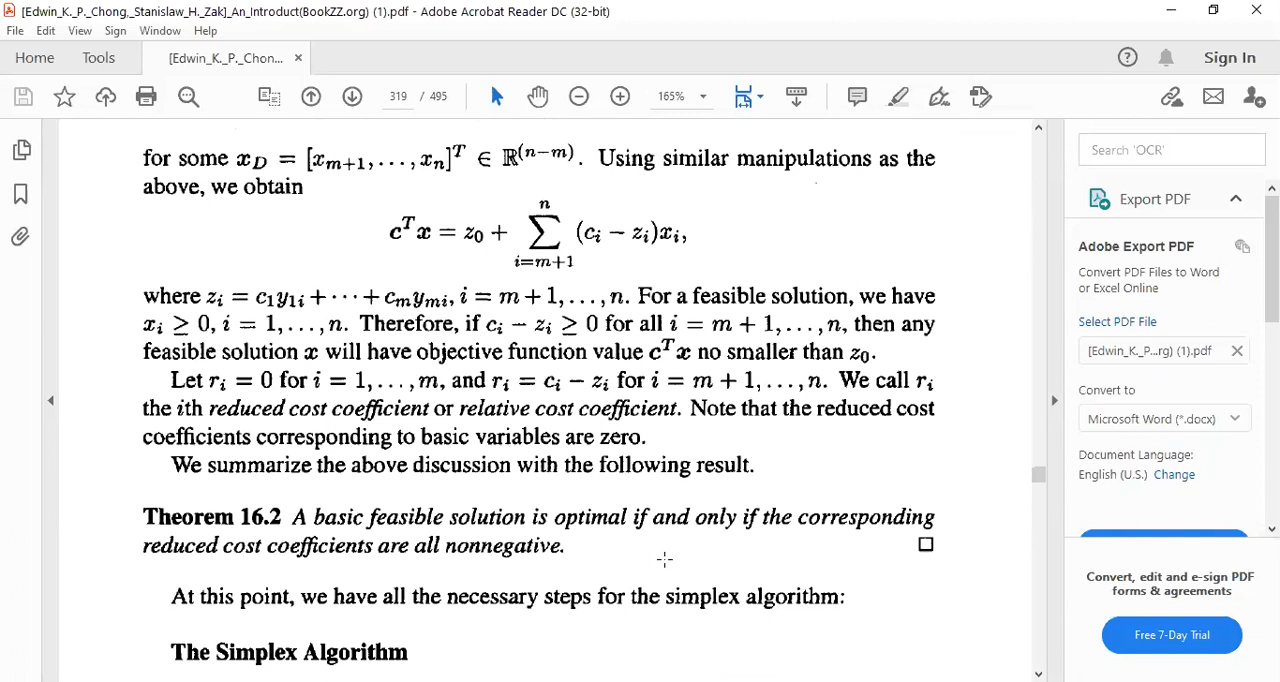 [Edwin_K._P._Chong,_Stanislaw_H._Zak]_An_Introduct(BookZZ.org) (1).pdf - Adobe Acrobat Reader DC (32-bit)
File Edit View Sign Window Help
Home Tools [Edwin_K._P._Chon... × Sign In
319 / 495 165%
for some x_D = [x_{m+1}, . . . , x_n]^T ∈ ℝ^{(n−m)}. Using similar manipulations as the
above, we obtain
c^T x = z_0 + ∑_{i=m+1}^{n} (c_i − z_i)x_i,
where z_i = c_1y_{1i} + · · · + c_my_{mi}, i = m + 1, . . . , n. For a feasible solution, we have
x_i ≥ 0, i = 1, . . . , n. Therefore, if c_i − z_i ≥ 0 for all i = m + 1, . . . , n, then any
feasible solution x will have objective function value c^T x no smaller than z_0.
Let r_i = 0 for i = 1, . . . , m, and r_i = c_i − z_i for i = m + 1, . . . , n. We call r_i
the ith reduced cost coefficient or relative cost coefficient. Note that the reduced cost
coefficients corresponding to basic variables are zero.
We summarize the above discussion with the following result.
Theorem 16.2 A basic feasible solution is optimal if and only if the corresponding
reduced cost coefficients are all nonnegative. □
At this point, we have all the necessary steps for the simplex algorithm:
The Simplex Algorithm
Search 'OCR'
Export PDF
Adobe Export PDF
Convert PDF Files to Word
or Excel Online
Select PDF File
[Edwin_K._P...rg) (1).pdf
Convert to
Microsoft Word (*.docx)
Document Language:
English (U.S.) Change
Convert, edit and e-sign PDF
forms & agreements
Free 7-Day Trial